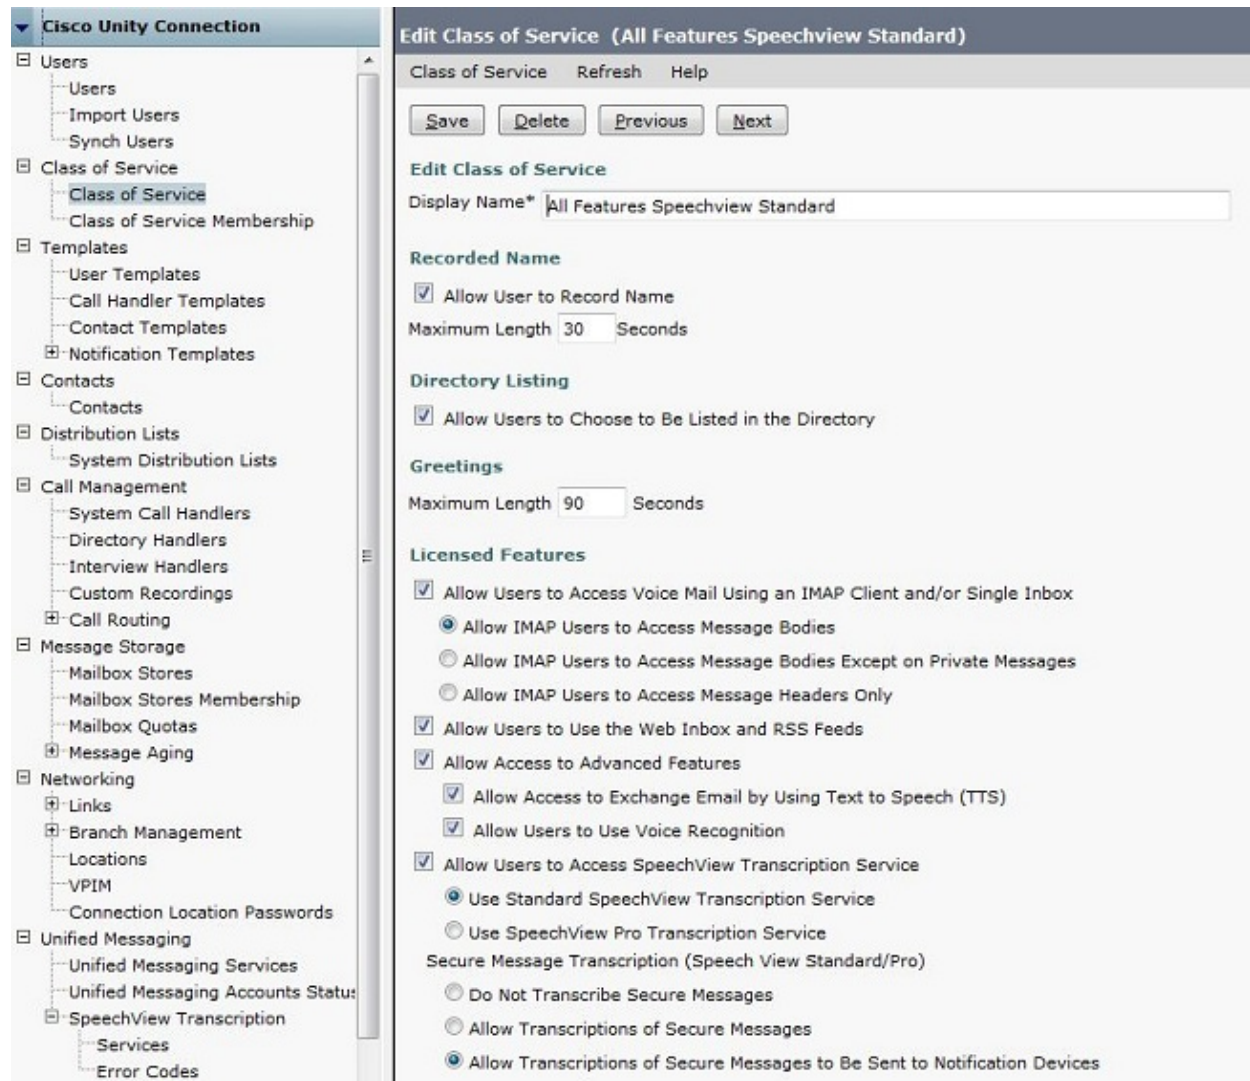 Cisco Unity Connection
Users
Users
Import Users
Synch Users
Class of Service
Class of Service
Class of Service Membership
Templates
User Templates
Call Handler Templates
Contact Templates
Notification Templates
Contacts
Contacts
Distribution Lists
System Distribution Lists
Call Management
System Call Handlers
Directory Handlers
Interview Handlers
Custom Recordings
Call Routing
Message Storage
Mailbox Stores
Mailbox Stores Membership
Mailbox Quotas
Message Aging
Networking
Links
Branch Management
Locations
VPIM
Connection Location Passwords
Unified Messaging
Unified Messaging Services
Unified Messaging Accounts Status
SpeechView Transcription
Services
Error Codes
Edit Class of Service (All Features Speechview Standard)
Class of Service Refresh Help
Save Delete Previous Next
Edit Class of Service
Display Name* All Features Speechview Standard
Recorded Name
Allow User to Record Name
Maximum Length 30 Seconds
Directory Listing
Allow Users to Choose to Be Listed in the Directory
Greetings
Maximum Length 90 Seconds
Licensed Features
Allow Users to Access Voice Mail Using an IMAP Client and/or Single Inbox
Allow IMAP Users to Access Message Bodies
Allow IMAP Users to Access Message Bodies Except on Private Messages
Allow IMAP Users to Access Message Headers Only
Allow Users to Use the Web Inbox and RSS Feeds
Allow Access to Advanced Features
Allow Access to Exchange Email by Using Text to Speech (TTS)
Allow Users to Use Voice Recognition
Allow Users to Access SpeechView Transcription Service
Use Standard SpeechView Transcription Service
Use SpeechView Pro Transcription Service
Secure Message Transcription (Speech View Standard/Pro)
Do Not Transcribe Secure Messages
Allow Transcriptions of Secure Messages
Allow Transcriptions of Secure Messages to Be Sent to Notification Devices